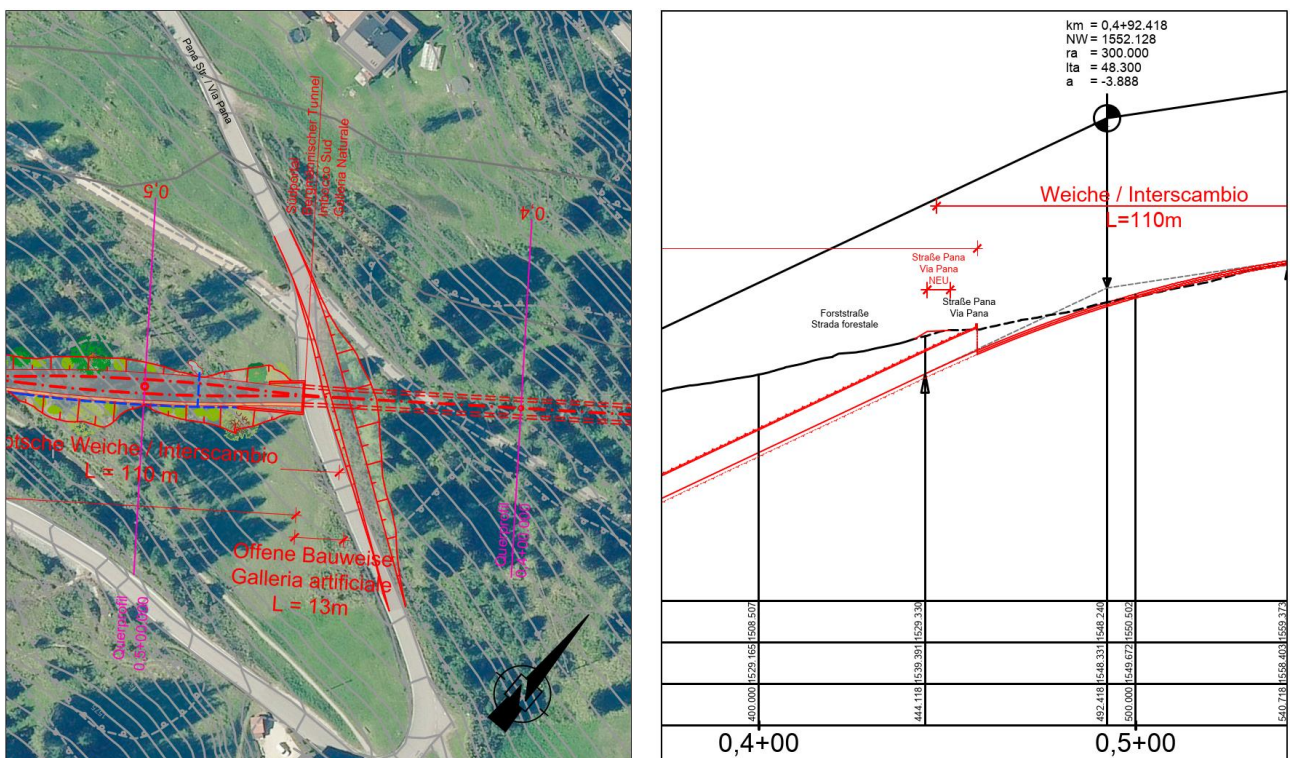 Pana Str. / Via Pana
Südportal
Bergmännischer Tunnel
Imbocco Sud
Galleria Naturale
0,5
0,4
otsche Weiche / Interscambio
L = 110 m
Offene Bauweise
Galleria artificiale
L = 13m
Querprofil
0,5+00.000
Querprofil
0,4+00.000
km = 0,4+92.418
NW = 1552.128
ra = 300.000
lta = 48.300
a = -3.888
Weiche / Interscambio
L=110m
Straße Pana
Via Pana
NEU
Straße Pana
Via Pana
Forststraße
Strada forestale
1508.507 1529.330 1548.240 1550.502 1559.373
1529.165 1539.391 1548.331 1549.672 1558.403
400.000 444.118 492.418 500.000 540.718
0,4+00 0,5+00